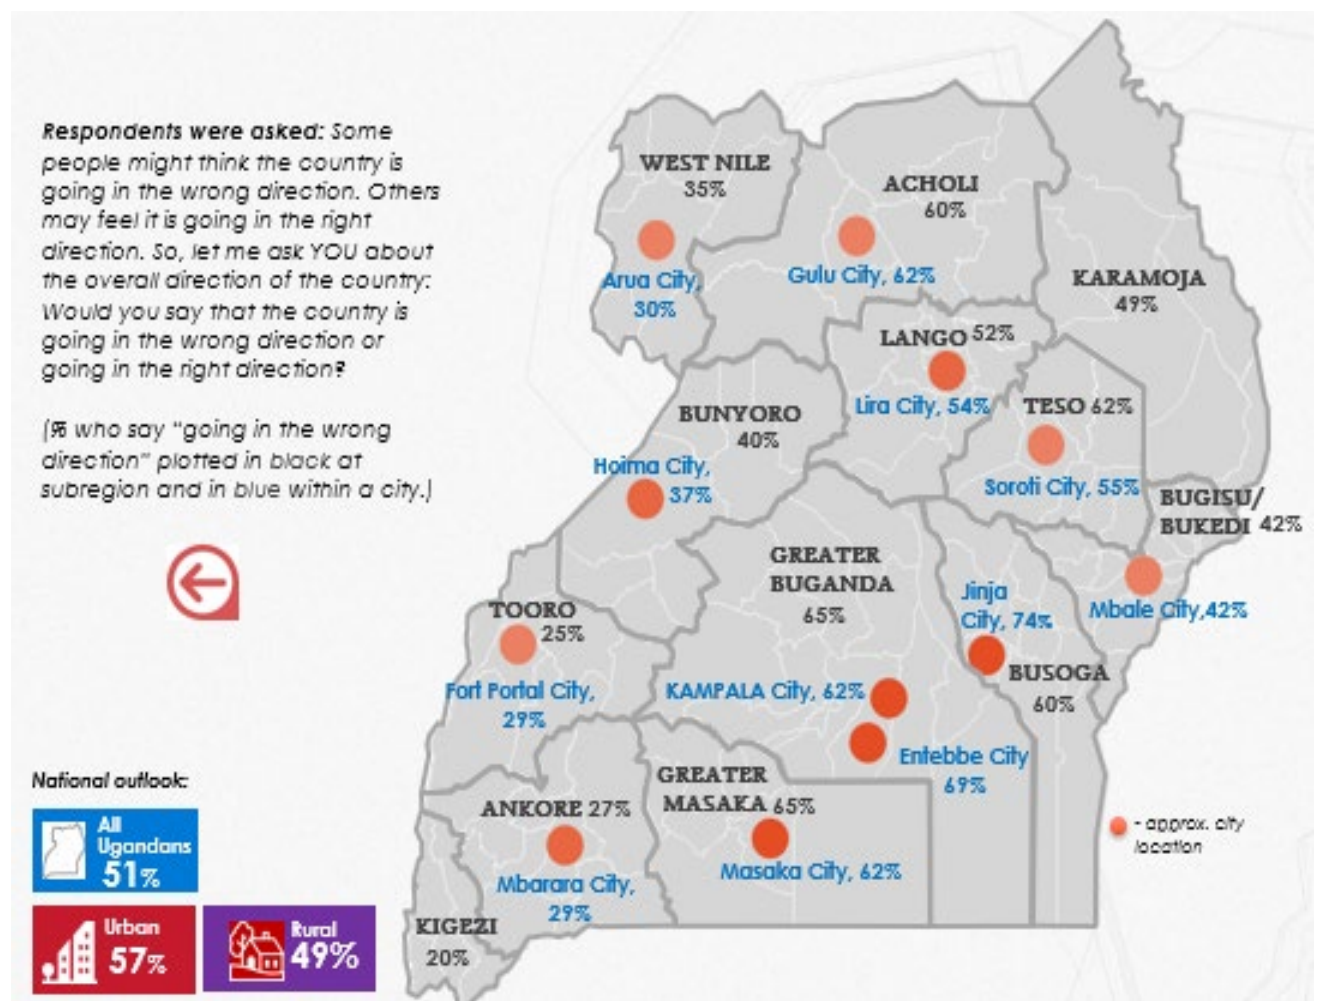 Respondents were asked: Some
people might think the country is
going in the wrong direction. Others
may feel it is going in the right
direction. So, let me ask YOU about
the overall direction of the country:
Would you say that the country is
going in the wrong direction or
going in the right direction?
(% who say "going in the wrong
direction" plotted in black at
subregion and in blue within a city.)
WEST NILE
35%
Arua City,
30%
ACHOLI
60%
Gulu City, 62%
KARAMOJA
49%
LANGO 52%
Lira City, 54%
TESO 62%
Soroti City, 55%
BUNYORO
40%
Hoima City,
37%
BUGISU/
BUKEDI 42%
Mbale City,42%
GREATER
BUGANDA
65%
Jinja
City, 74%
BUSOGA
60%
TOORO
25%
Fort Portal City,
29%
KAMPALA City, 62%
Entebbe City
69%
GREATER
MASAKA 65%
Masaka City, 62%
ANKORE 27%
Mbarara City,
29%
KIGEZI
20%
- approx. city
location
National outlook:
All
Ugandans
51%
Urban
57%
Rural
49%